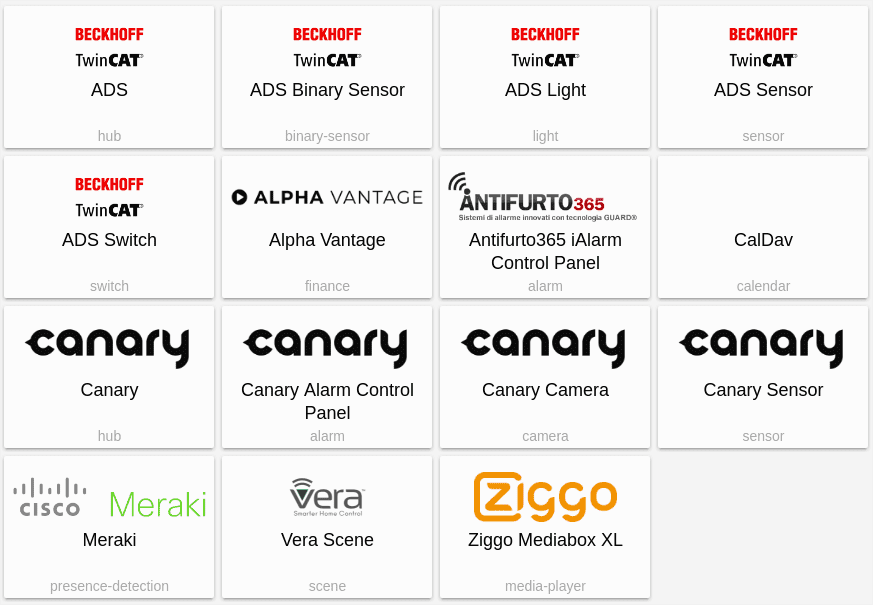 BECKHOFF
TwinCAT®
ADS
hub
BECKHOFF
TwinCAT®
ADS Binary Sensor
binary-sensor
BECKHOFF
TwinCAT®
ADS Light
light
BECKHOFF
TwinCAT®
ADS Sensor
sensor
BECKHOFF
TwinCAT®
ADS Switch
switch
ALPHA VANTAGE
Alpha Vantage
finance
ANTIFURTO365
Sistemi di allarme innovati con tecnologia GUARD®
Antifurto365 iAlarm
Control Panel
alarm
CalDav
calendar
canary
Canary
hub
canary
Canary Alarm Control
Panel
alarm
canary
Canary Camera
camera
canary
Canary Sensor
sensor
CISCO Meraki
Meraki
presence-detection
vera
Smarter Home Control
Vera Scene
scene
ziggo
Ziggo Mediabox XL
media-player